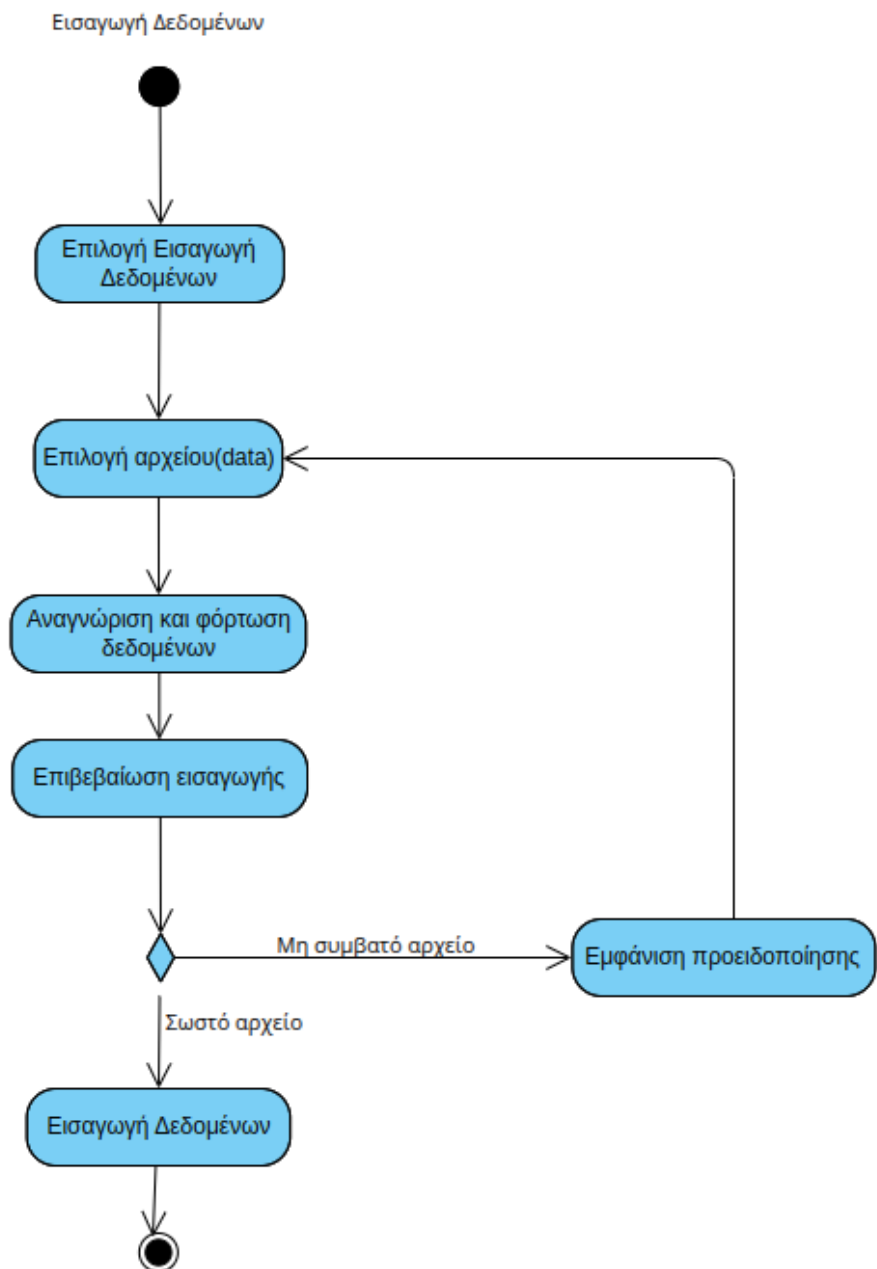 Εισαγωγή Δεδομένων
Επιλογή Εισαγωγή
Δεδομένων
Επιλογή αρχείου(data)
Αναγνώριση και φόρτωση
δεδομένων
Επιβεβαίωση εισαγωγής
Μη συμβατό αρχείο
Εμφάνιση προειδοποίησης
Σωστό αρχείο
Εισαγωγή Δεδομένων